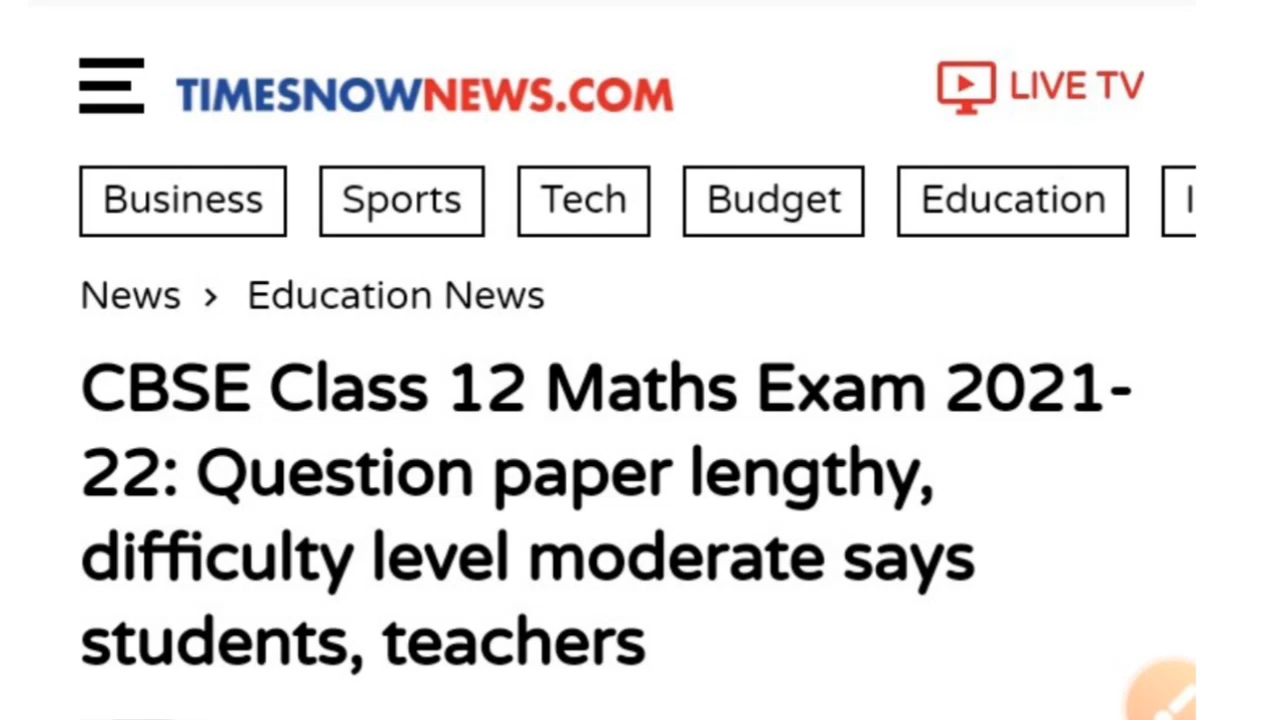 TIMESNOWNEWS.COM LIVE TV
Business Sports Tech Budget Education
News > Education News
CBSE Class 12 Maths Exam 2021-
22: Question paper lengthy,
difficulty level moderate says
students, teachers